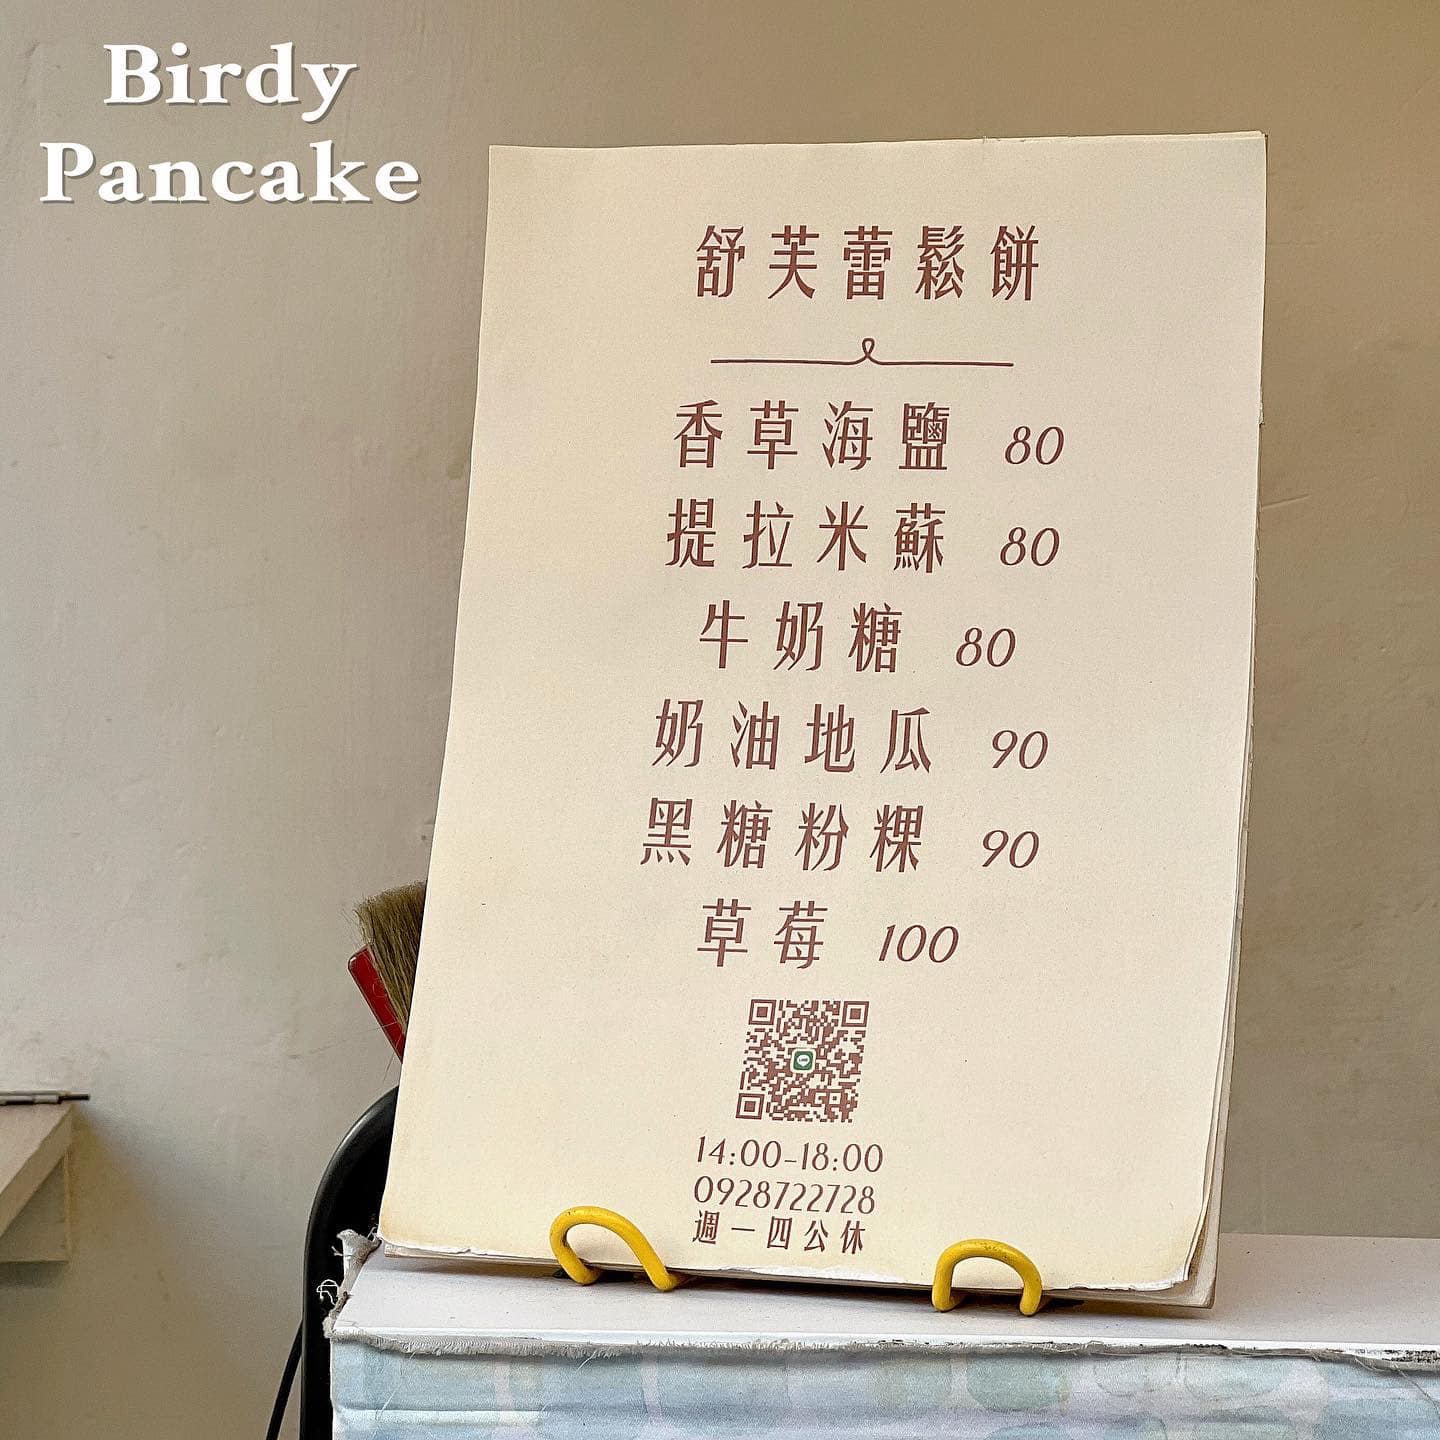 Birdy
Pancake
舒芙蕾鬆餅
香草海鹽 80
提拉米蘇 80
牛奶糖 80
奶油地瓜 90
黑糖粉粿 90
草莓 100
14:00-18:00
0928722728
週一四公休